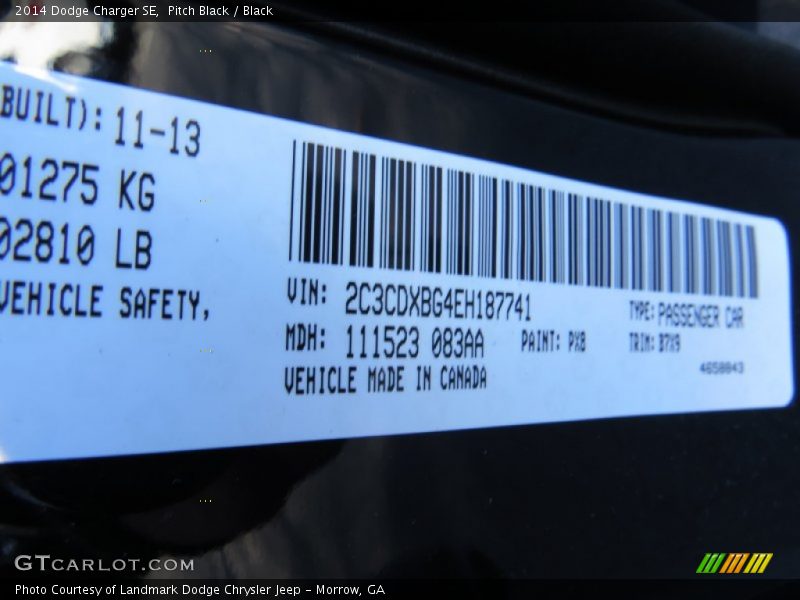 2014 Dodge Charger SE, Pitch Black / Black
BUILT): 11-13
01275 KG
02810 LB
VEHICLE SAFETY,
VIN: 2C3CDXBG4EH187741
TYPE: PASSENGER CAR
MDH: 111523 083AA
PAINT: PX8
TRIM: B7X9
VEHICLE MADE IN CANADA
4658843
GTCARLOT.COM
Photo Courtesy of Landmark Dodge Chrysler Jeep - Morrow, GA